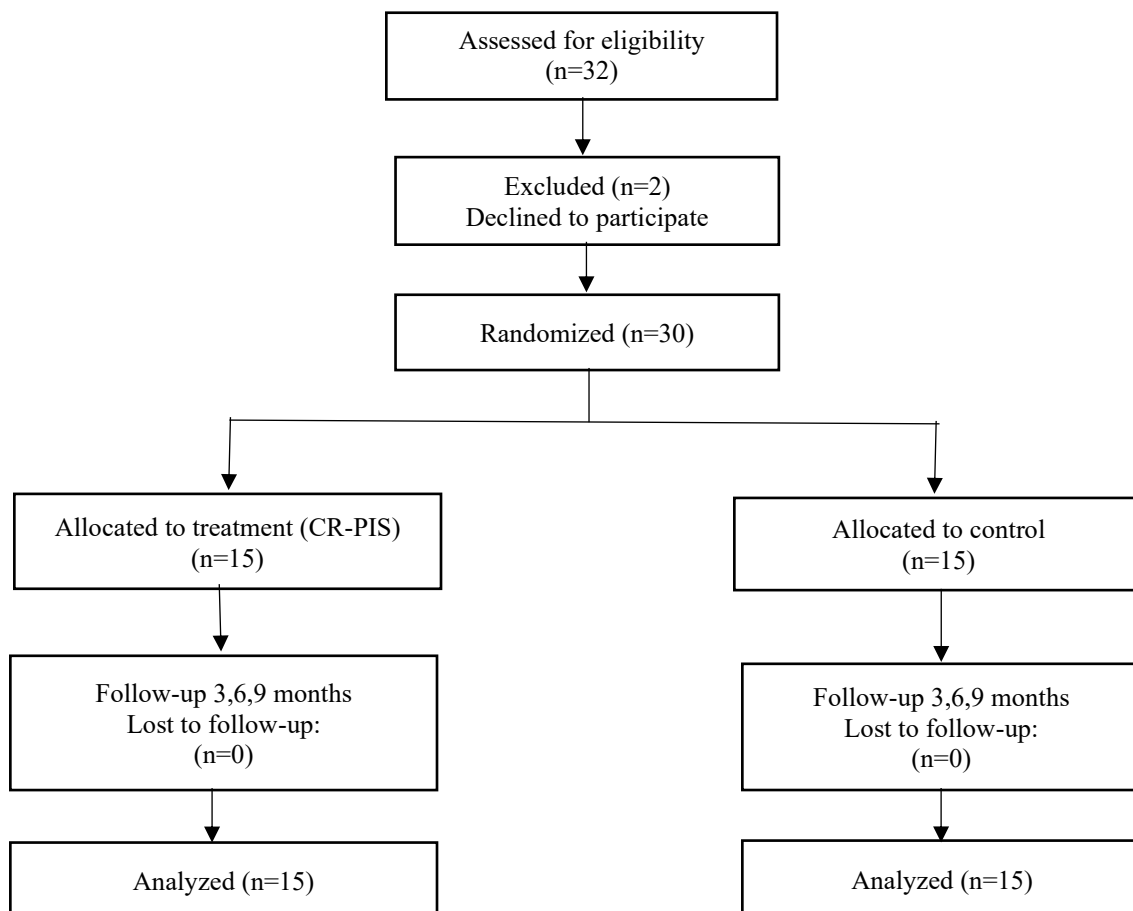 Assessed for eligibility
(n=32)
Excluded (n=2)
Declined to participate
Randomized (n=30)
Allocated to treatment (CR-PIS)
(n=15)
Allocated to control
(n=15)
Follow-up 3,6,9 months
Lost to follow-up:
(n=0)
Follow-up 3,6,9 months
Lost to follow-up:
(n=0)
Analyzed (n=15)
Analyzed (n=15)